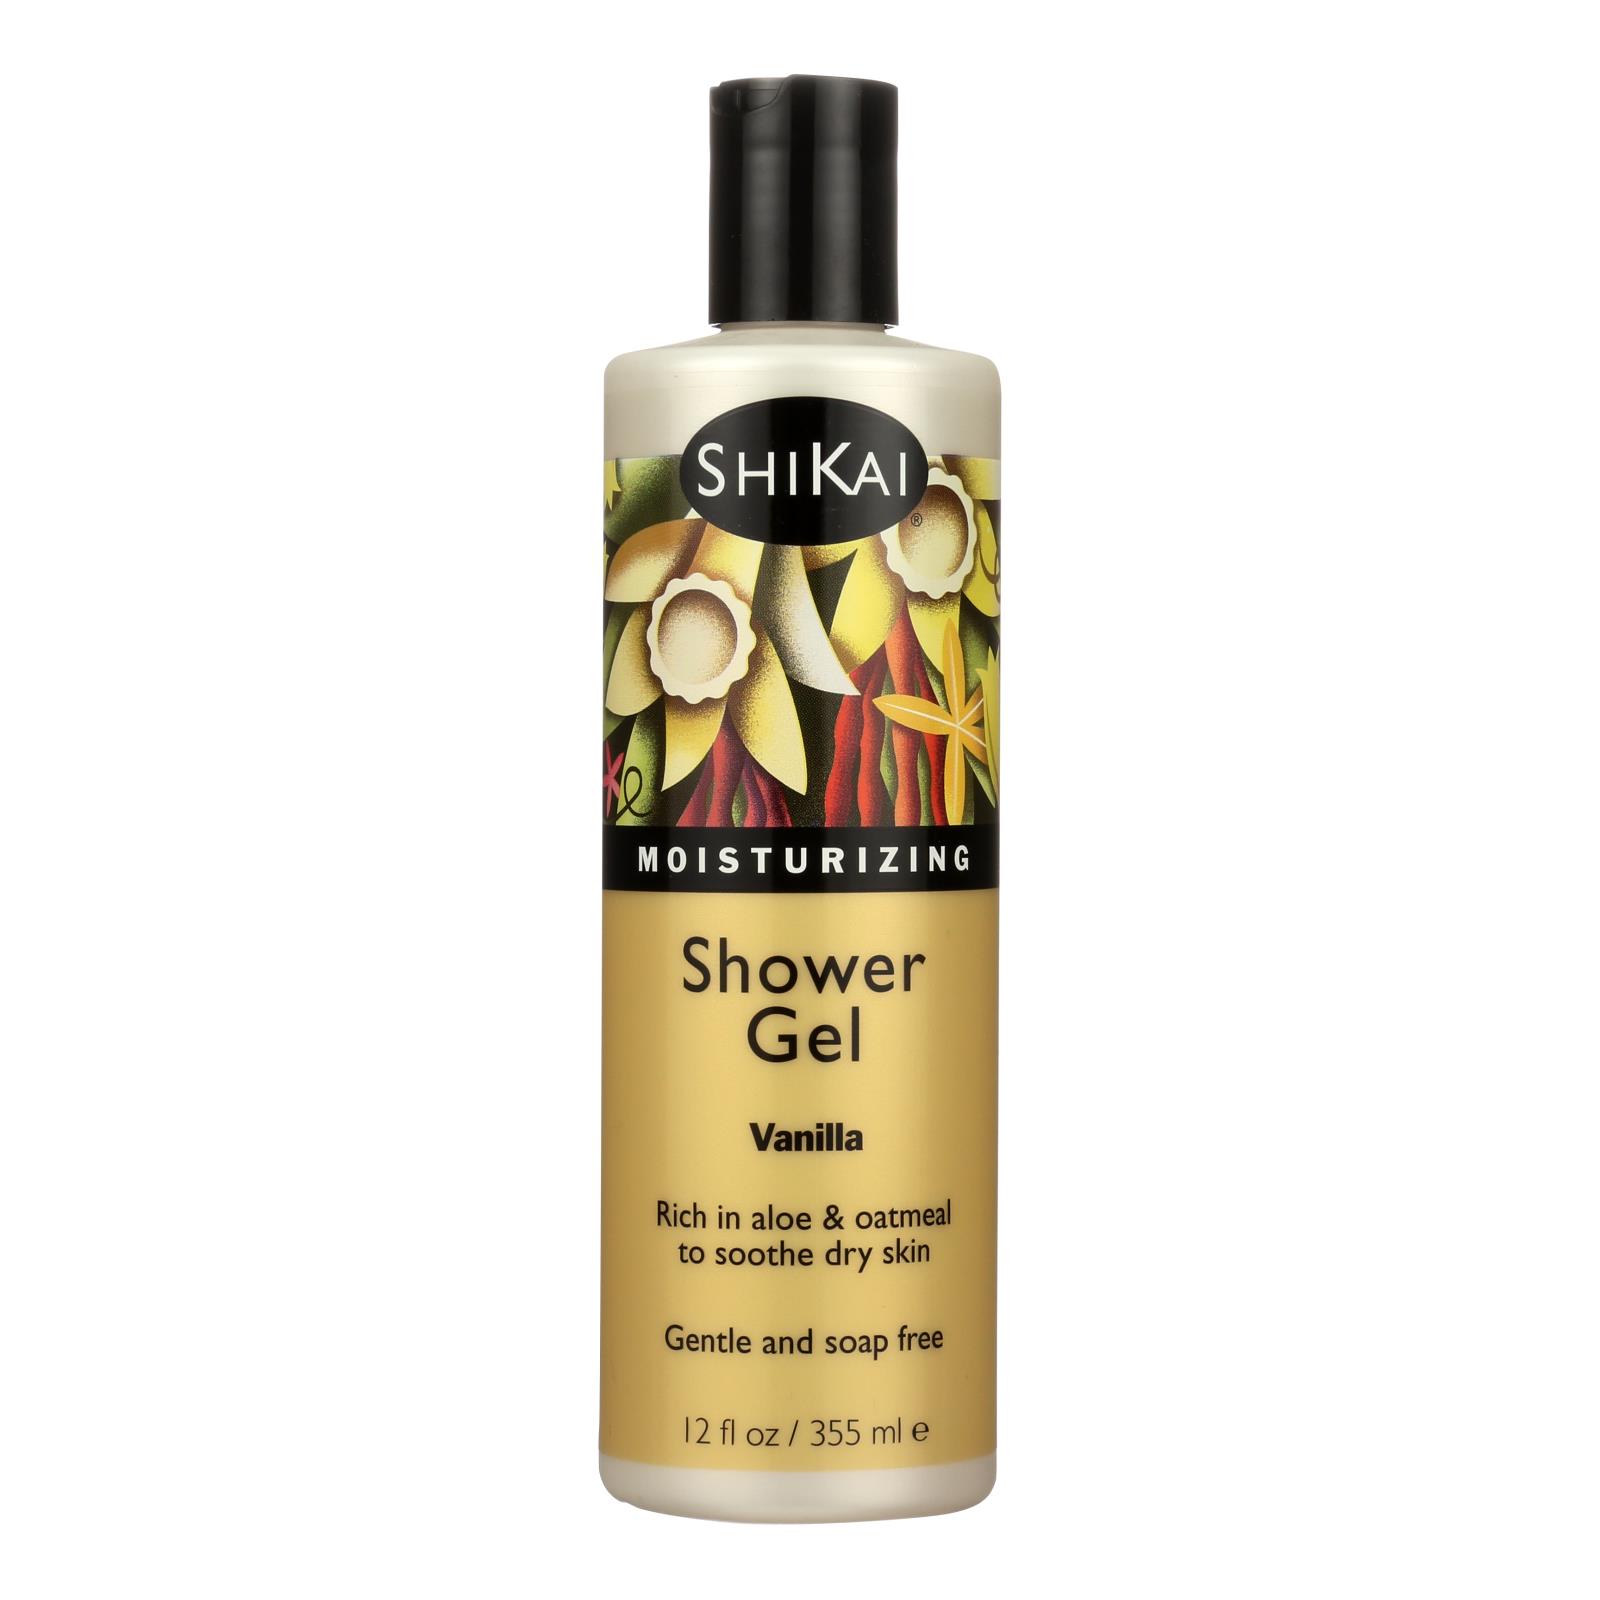 SHIKAI
®
MOISTURIZING
Shower
Gel
Vanilla
Rich in aloe & oatmeal
to soothe dry skin
Gentle and soap free
12 fl oz / 355 ml ℮